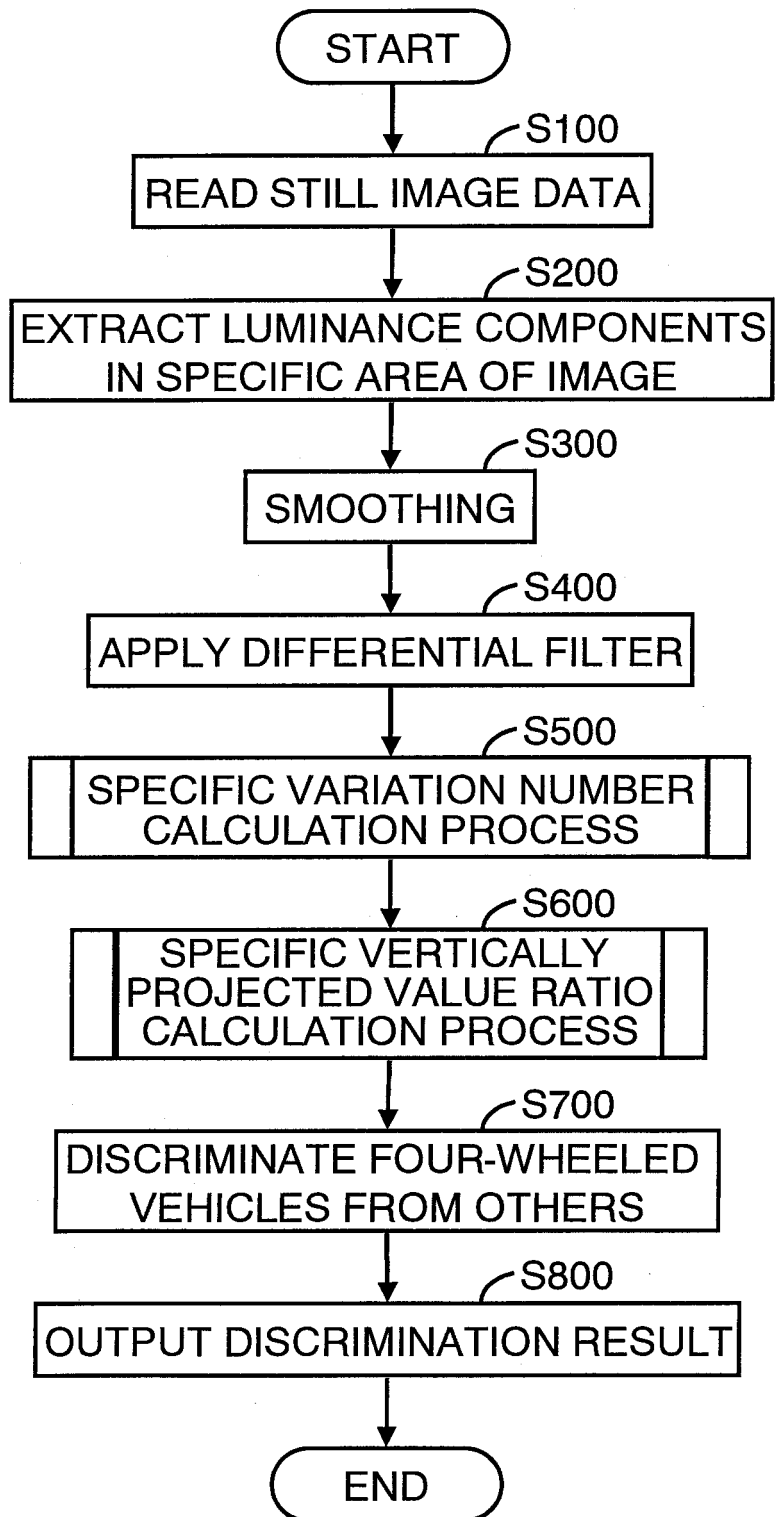 START
S100
READ STILL IMAGE DATA
S200
EXTRACT LUMINANCE COMPONENTS
IN SPECIFIC AREA OF IMAGE
S300
SMOOTHING
S400
APPLY DIFFERENTIAL FILTER
S500
SPECIFIC VARIATION NUMBER
CALCULATION PROCESS
S600
SPECIFIC VERTICALLY
PROJECTED VALUE RATIO
CALCULATION PROCESS
S700
DISCRIMINATE FOUR-WHEELED
VEHICLES FROM OTHERS
S800
OUTPUT DISCRIMINATION RESULT
END